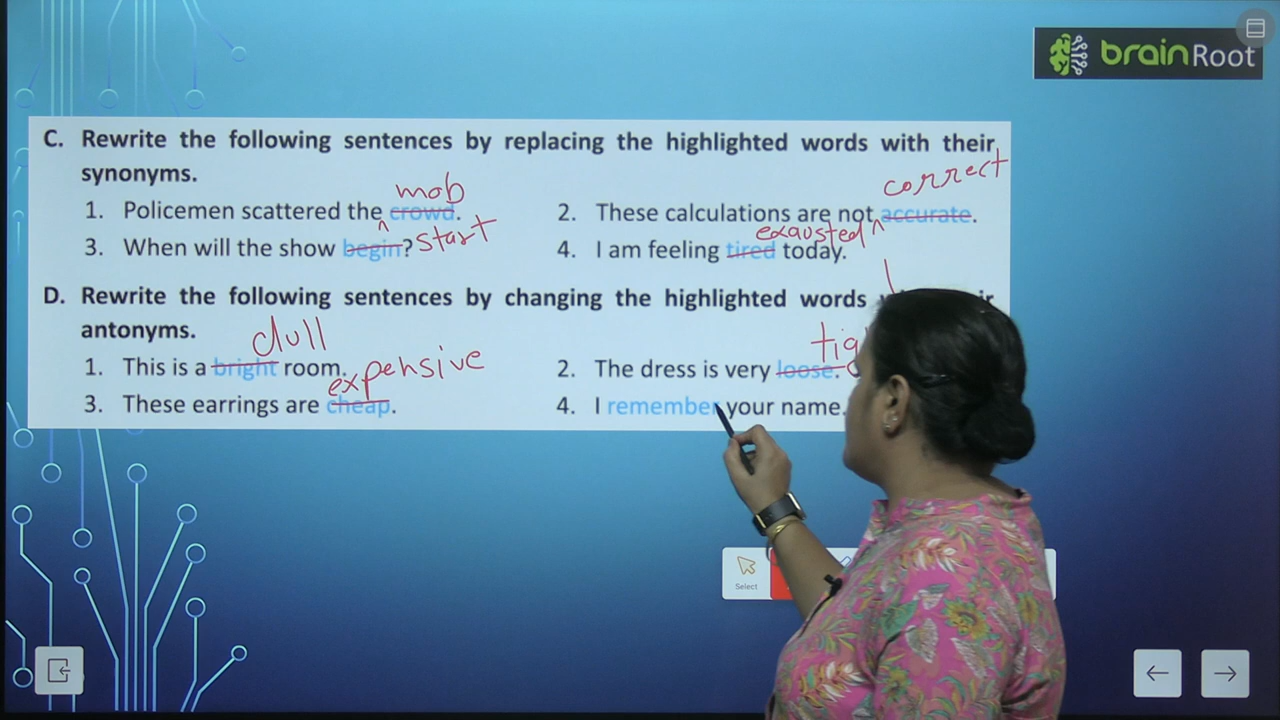 brainRoot
C. Rewrite the following sentences by replacing the highlighted words with their
synonyms.
mob
correct
1. Policemen scattered the crowd.
2. These calculations are not accurate.
start
exausted
3. When will the show begin?
4. I am feeling tired today.
D. Rewrite the following sentences by changing the highlighted words
antonyms.
dull
1. This is a bright room.
2. The dress is very loose.
expensive
3. These earrings are cheap.
4. I remember your name.
Select